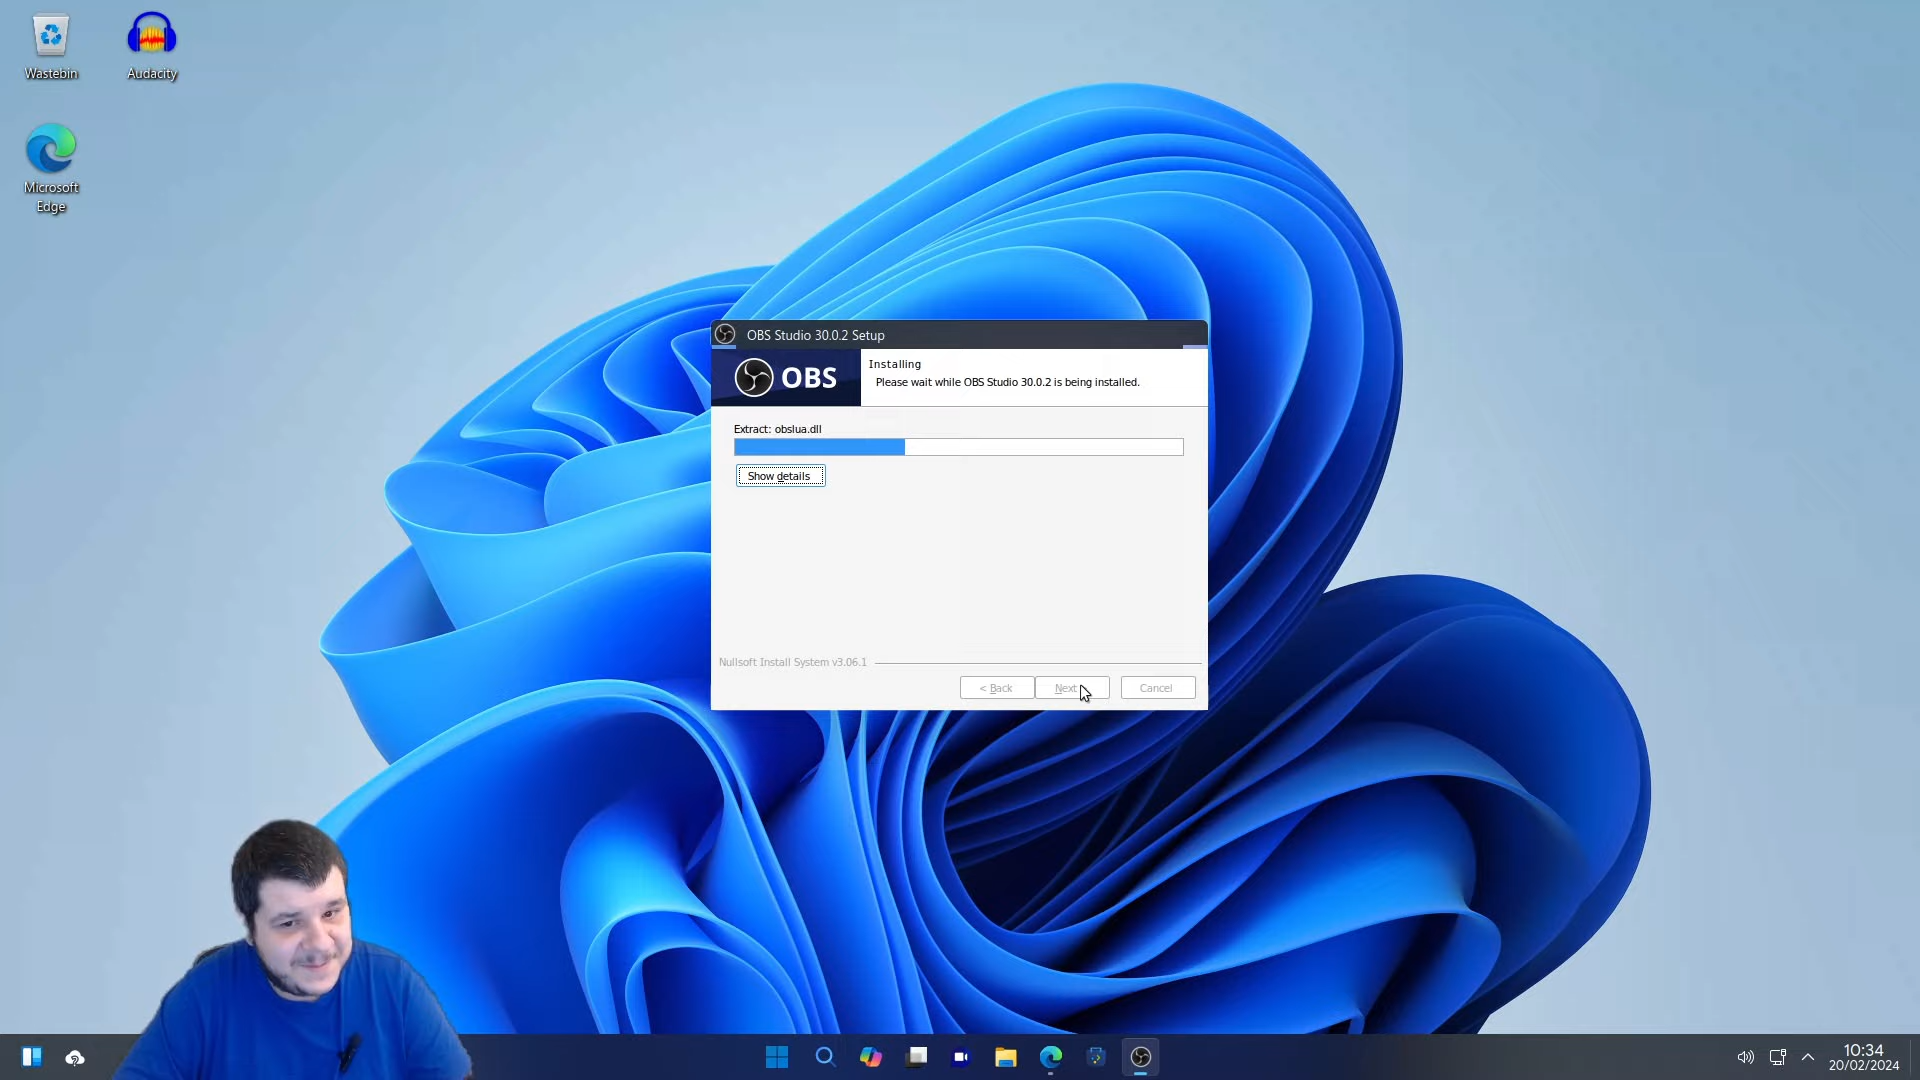 Wastebin
Audacity
Microsoft
Edge
OBS Studio 30.0.2 Setup
OBS
Installing
Please wait while OBS Studio 30.0.2 is being installed.
Extract: obslua.dll
Show details
Nullsoft Install System v3.06.1
< Back
Next
Cancel
10:34
20/02/2024